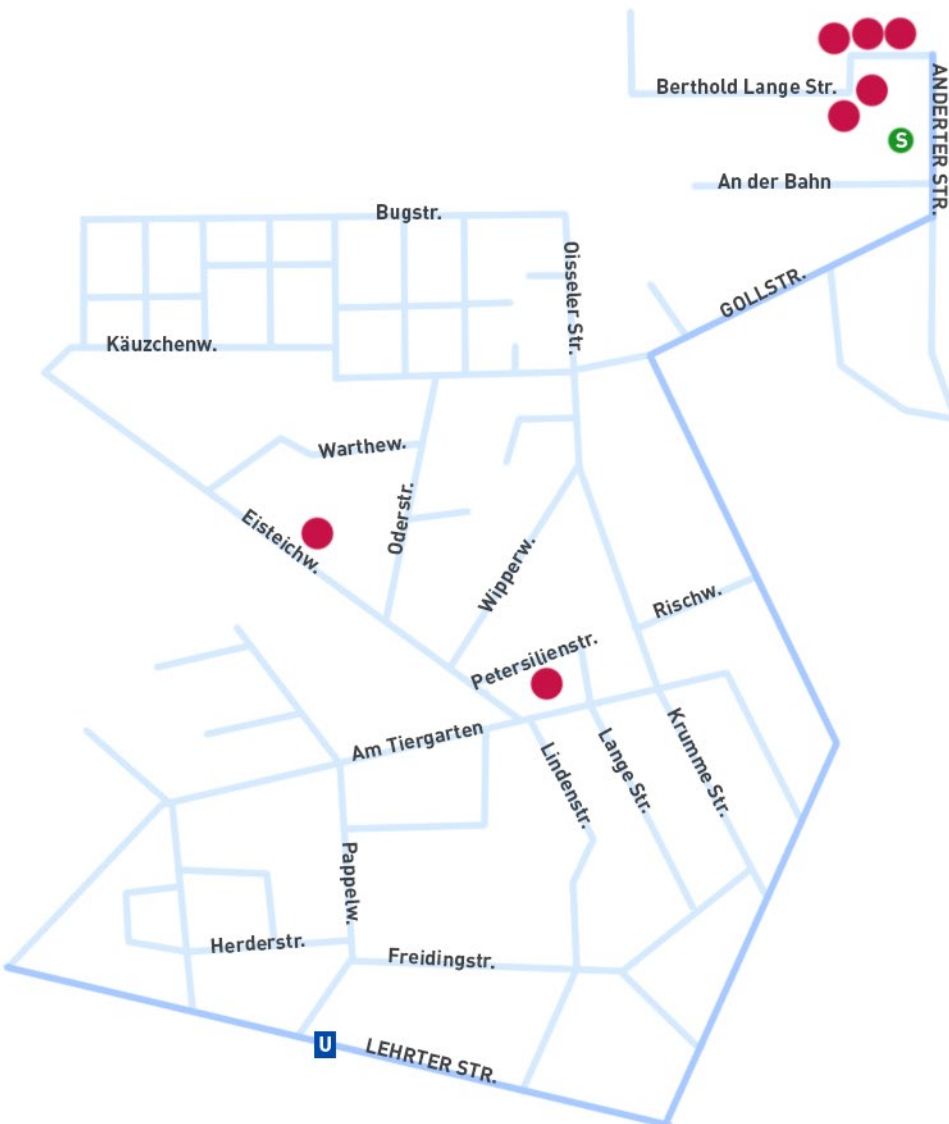 Berthold Lange Str.
ANDERTER STR.
S
An der Bahn
Bugstr.
Oisseler Str.
GOLLSTR.
Käuzchenw.
Warthew.
Oderstr.
Eisteichw.
Wipperw.
Rischw.
Petersilienstr.
Am Tiergarten
Lindenstr.
Lange Str.
Krumme Str.
Pappelw.
Herderstr.
Freidingstr.
U
LEHRTER STR.